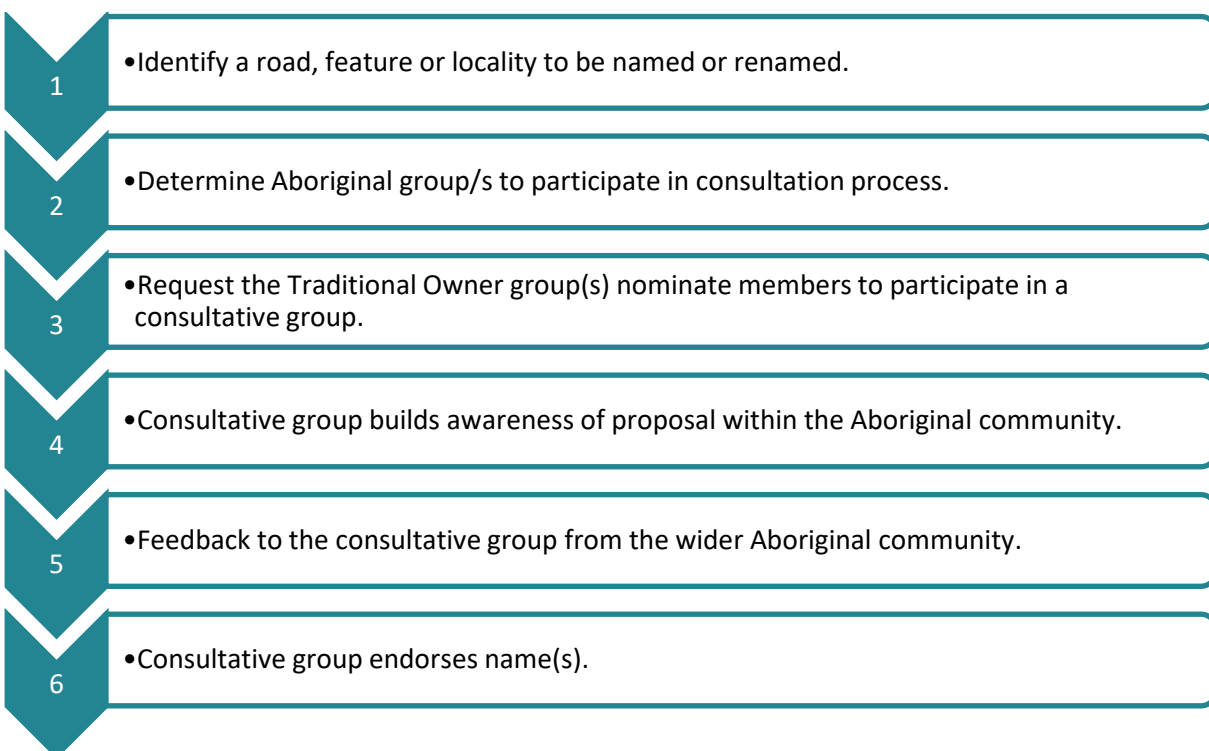 1
•Identify a road, feature or locality to be named or renamed.
2
•Determine Aboriginal group/s to participate in consultation process.
3
•Request the Traditional Owner group(s) nominate members to participate in a
consultative group.
4
•Consultative group builds awareness of proposal within the Aboriginal community.
5
•Feedback to the consultative group from the wider Aboriginal community.
6
•Consultative group endorses name(s).